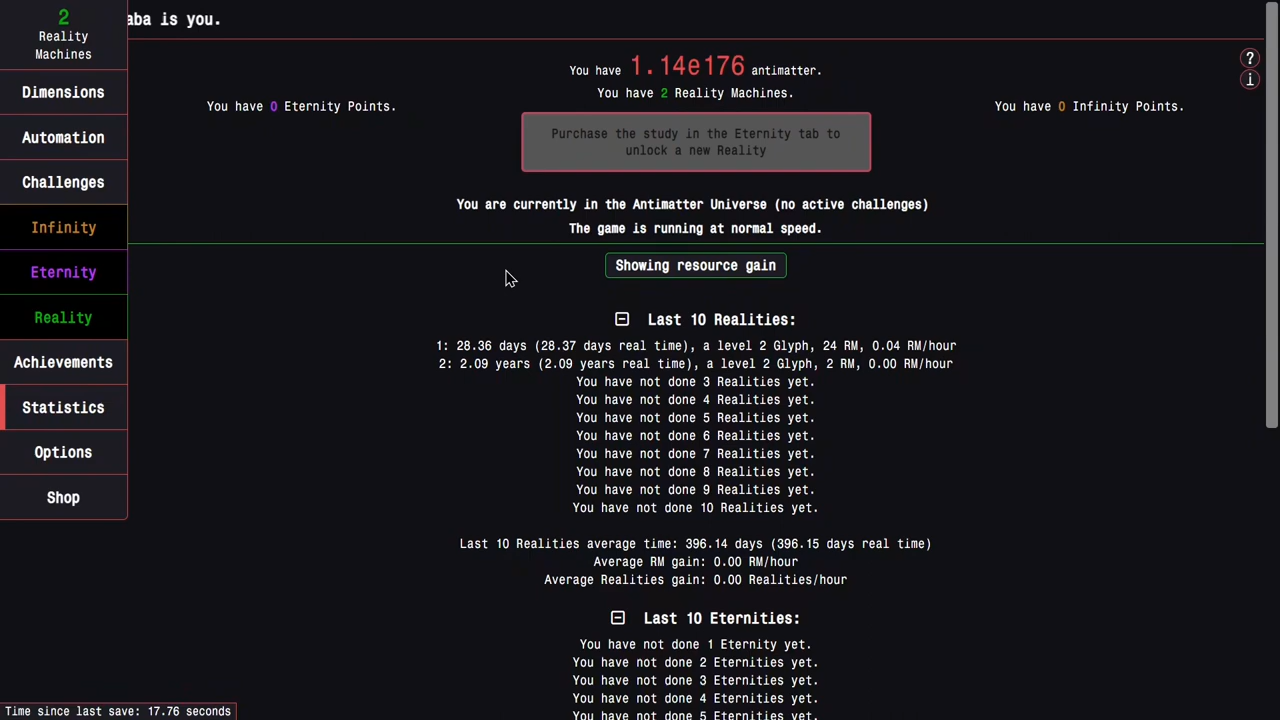 2
Reality
Machines
aba is you.
Dimensions
Automation
Challenges
Infinity
Eternity
Reality
Achievements
Statistics
Options
Shop
You have 1.14e176 antimatter.
You have 2 Reality Machines.
You have 0 Eternity Points.
You have 0 Infinity Points.
?
i
Purchase the study in the Eternity tab to
unlock a new Reality
You are currently in the Antimatter Universe (no active challenges)
The game is running at normal speed.
Showing resource gain
Last 10 Realities:
1: 28.36 days (28.37 days real time), a level 2 Glyph, 24 RM, 0.04 RM/hour
2: 2.09 years (2.09 years real time), a level 2 Glyph, 2 RM, 0.00 RM/hour
You have not done 3 Realities yet.
You have not done 4 Realities yet.
You have not done 5 Realities yet.
You have not done 6 Realities yet.
You have not done 7 Realities yet.
You have not done 8 Realities yet.
You have not done 9 Realities yet.
You have not done 10 Realities yet.
Last 10 Realities average time: 396.14 days (396.15 days real time)
Average RM gain: 0.00 RM/hour
Average Realities gain: 0.00 Realities/hour
Last 10 Eternities:
You have not done 1 Eternity yet.
You have not done 2 Eternities yet.
You have not done 3 Eternities yet.
You have not done 4 Eternities yet.
You have not done 5 Eternities yet.
Time since last save: 17.76 seconds